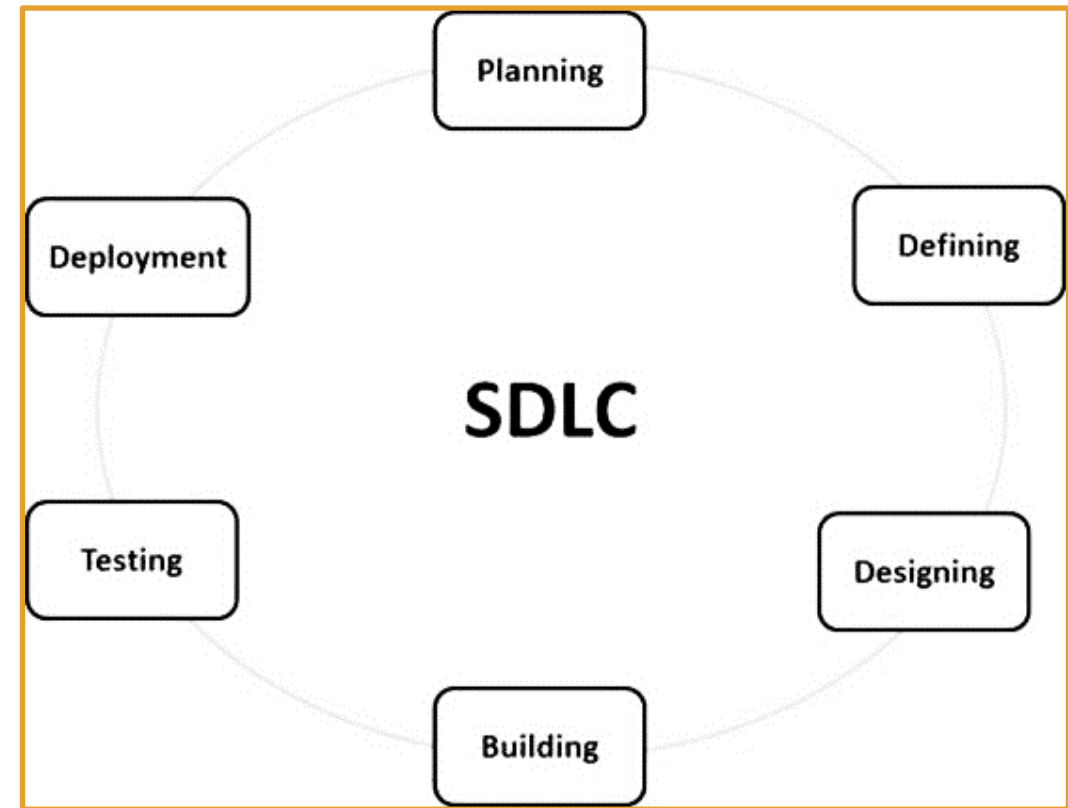 Planning
Defining
Designing
Building
Testing
Deployment
SDLC